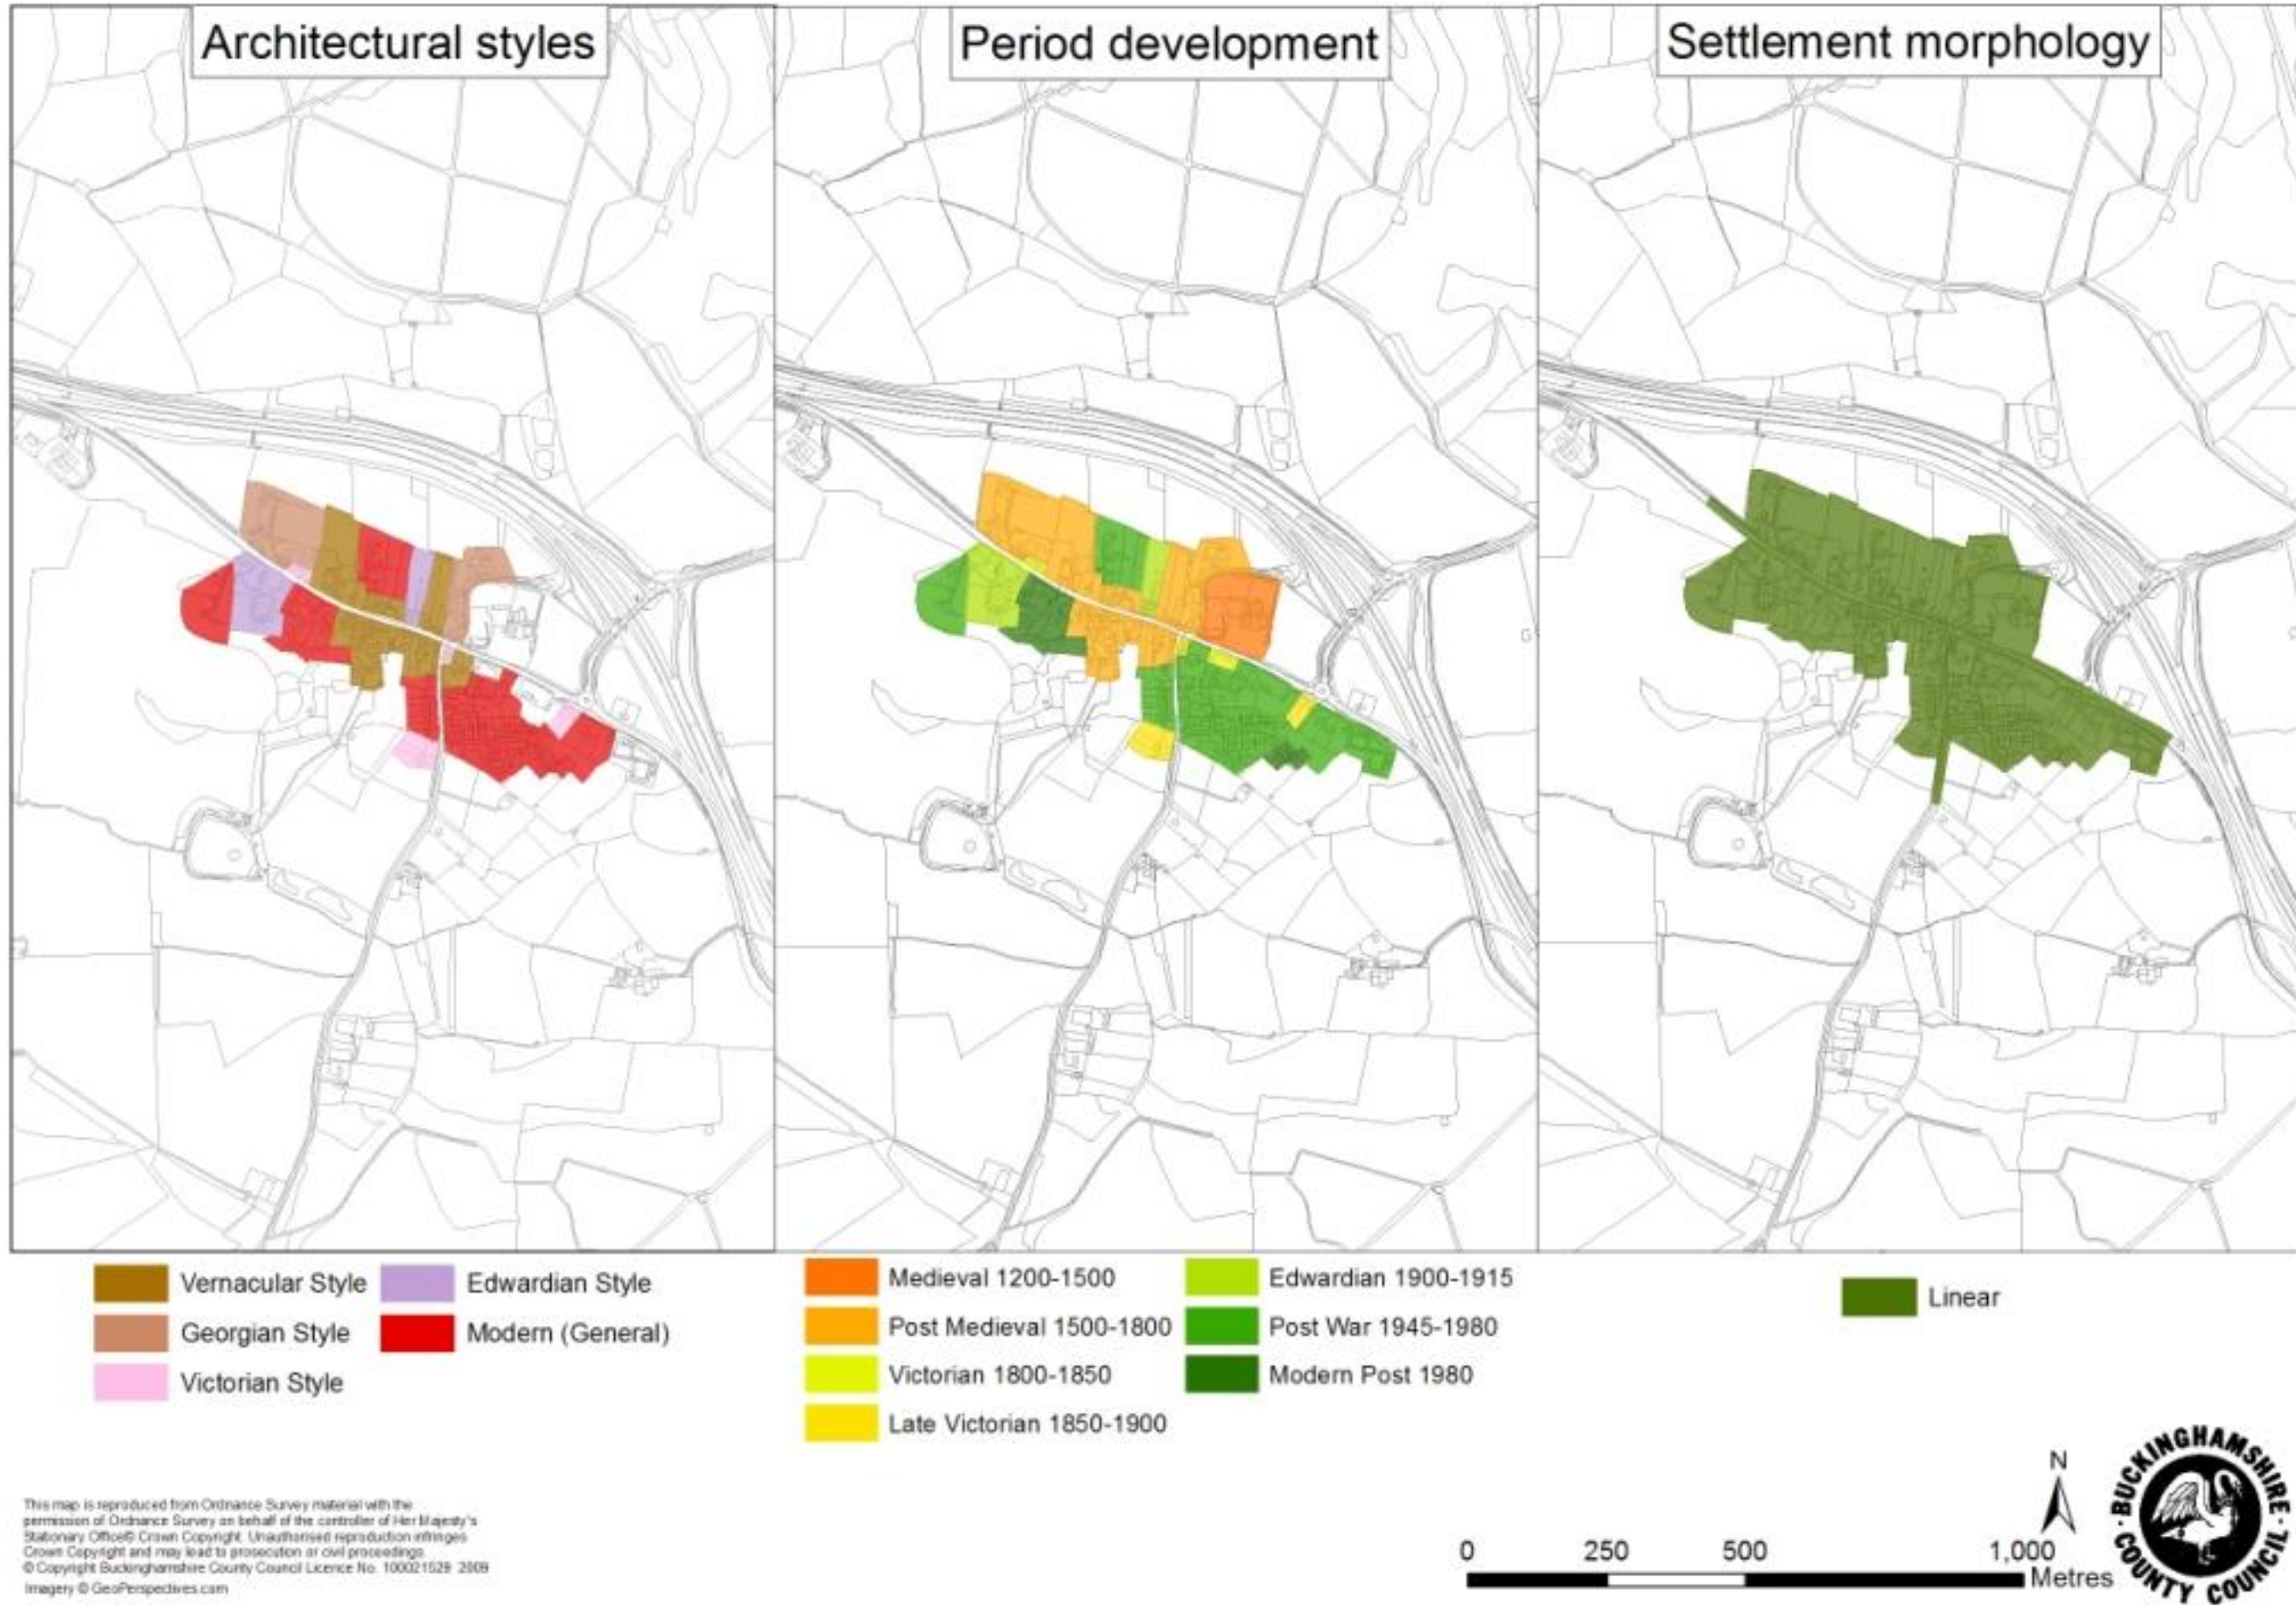 Architectural styles
Period development
Settlement morphology
Vernacular Style
Georgian Style
Victorian Style
Edwardian Style
Modern (General)
Medieval 1200-1500
Post Medieval 1500-1800
Victorian 1800-1850
Late Victorian 1850-1900
Edwardian 1900-1915
Post War 1945-1980
Modern Post 1980
Linear
This map is reproduced from Ordnance Survey material with the
permission of Ordnance Survey on behalf of the controller of Her Majesty's
Stationary Office© Crown Copyright. Unauthorised reproduction infringes
Crown Copyright and may lead to prosecution or civil proceedings.
© Copyright Buckinghamshire County Council Licence No. 100021529 2009
Imagery © GeoPerspectives.com
0 250 500 1,000
Metres
N
BUCKINGHAMSHIRE
COUNTY COUNCIL